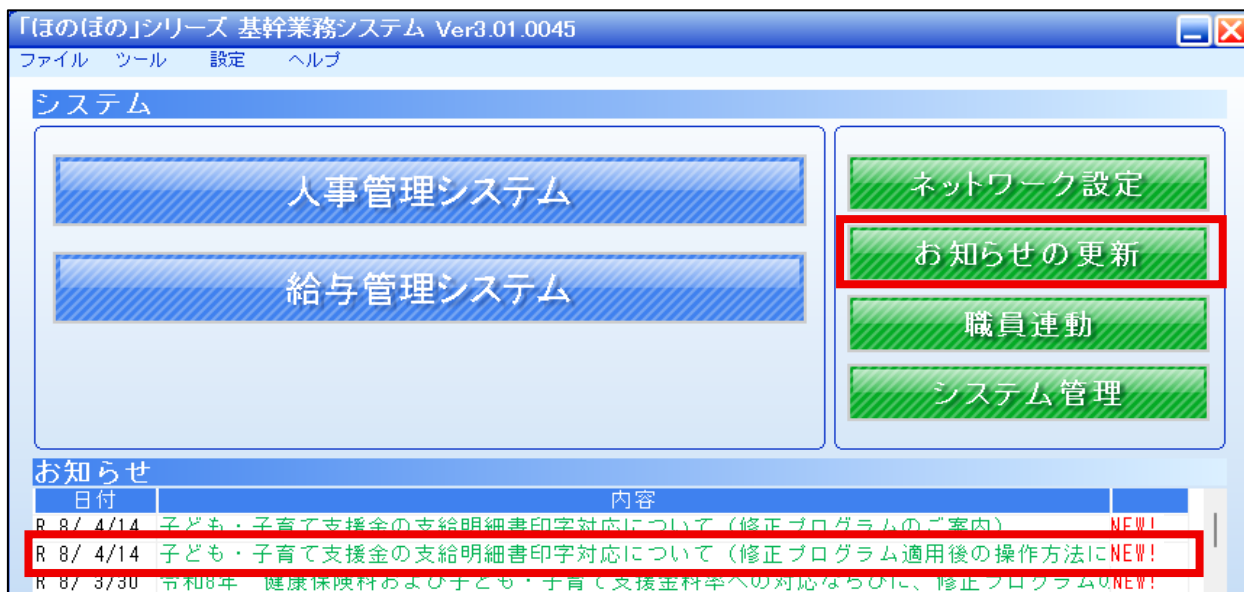 「ほのぼの」シリーズ 基幹業務システム Ver3.01.0045
ファイル ツール 設定 ヘルプ
システム
人事管理システム
給与管理システム
ネットワーク設定
お知らせの更新
職員連動
システム管理
お知らせ
日付 内容
R 8/ 4/14 子ども・子育て支援金の支給明細書印字対応について（修正プログラムのご案内） NEW!
R 8/ 4/14 子ども・子育て支援金の支給明細書印字対応について（修正プログラム適用後の操作方法に NEW!
R 8/ 3/30 令和8年 健康保険料および子ども・子育て支援金料率への対応ならびに、修正プログラム NEW!